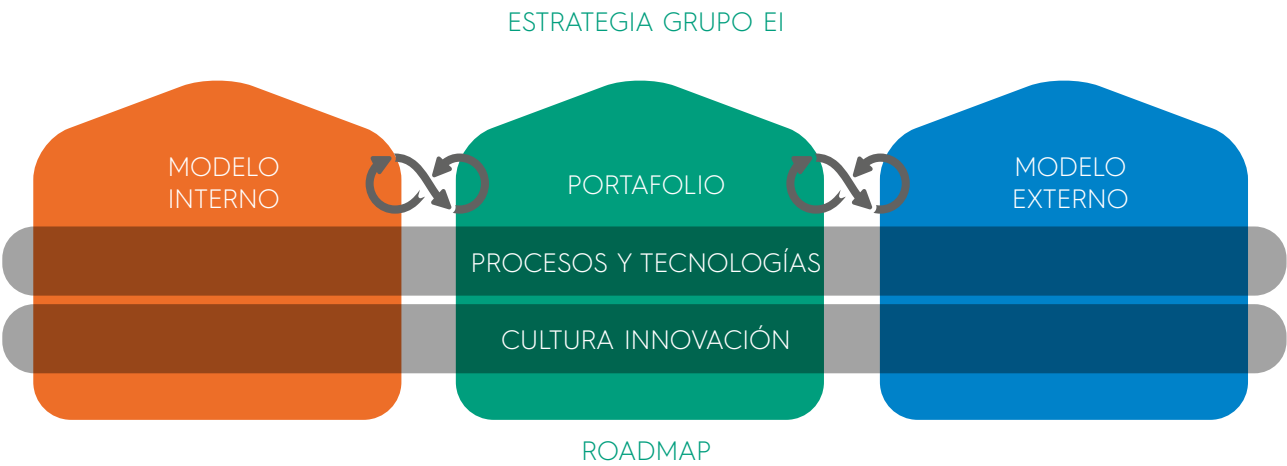 ESTRATEGIA GRUPO EI
MODELO
INTERNO
PORTAFOLIO
MODELO
EXTERNO
PROCESOS Y TECNOLOGÍAS
CULTURA INNOVACIÓN
ROADMAP